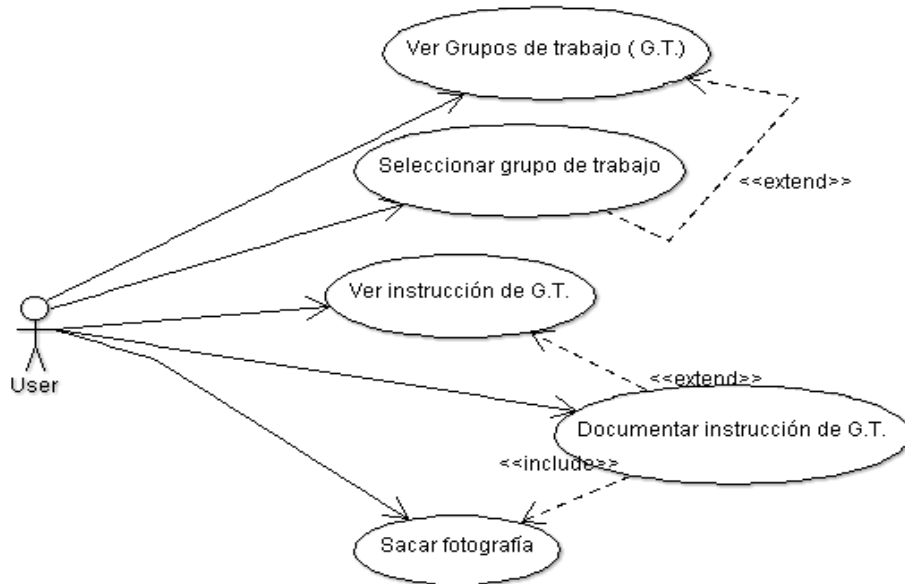 Ver Grupos de trabajo ( G.T.)
Seleccionar grupo de trabajo
<<extend>>
Ver instrucción de G.T.
User
<<extend>>
Documentar instrucción de G.T.
<<include>>
Sacar fotografía